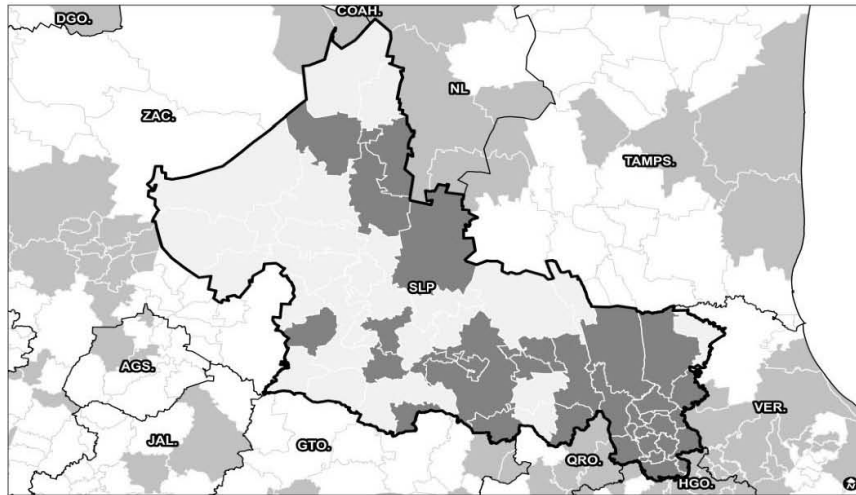 DGO.
COAH.
NL
ZAC.
TAMPS.
SLP
AGS.
VER.
JAL.
GTO.
QRO.
HGO.